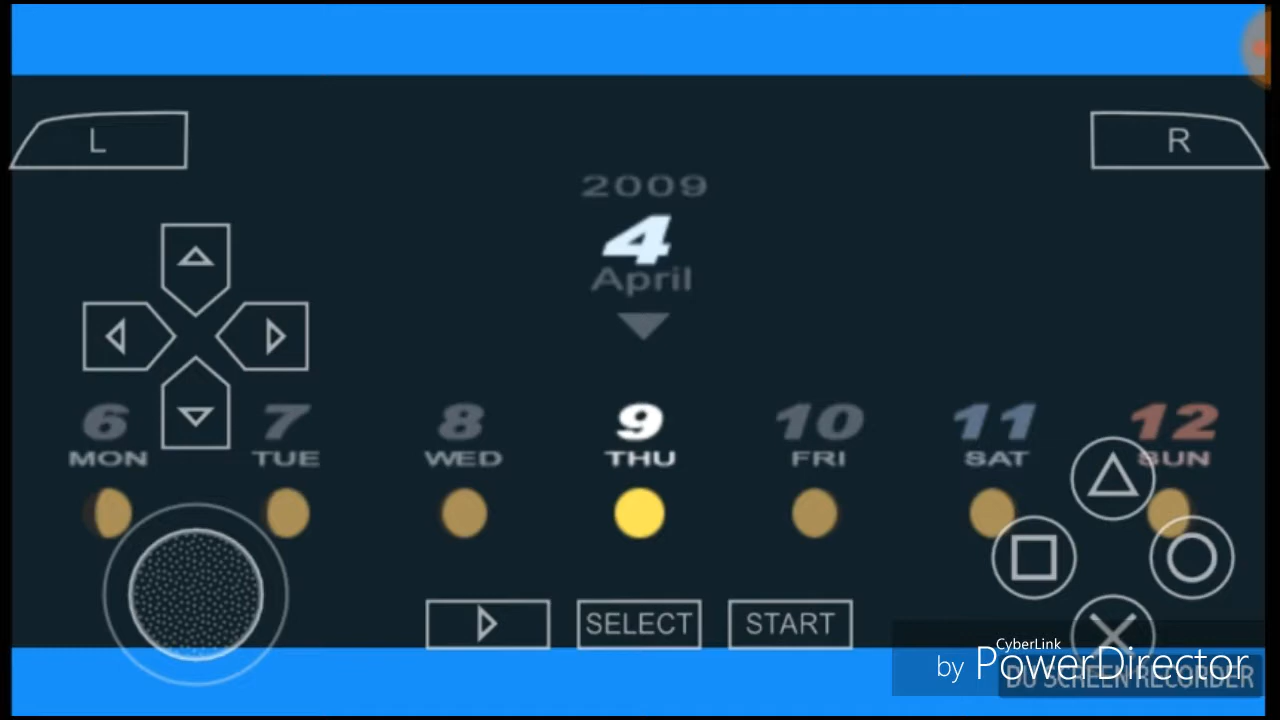 L
R
2009
4
April
6 7 8 9 10 11 12
MON TUE WED THU FRI SAT SUN
SELECT
START
CyberLink
by PowerDirector
DU SCREEN RECORDER